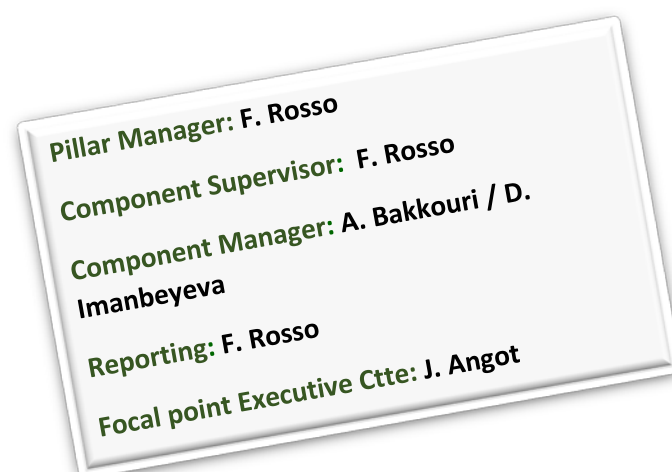 Pillar Manager: F. Rosso
Component Supervisor: F. Rosso
Component Manager: A. Bakkouri / D.
Imanbeyeva
Reporting: F. Rosso
Focal point Executive Ctte: J. Angot